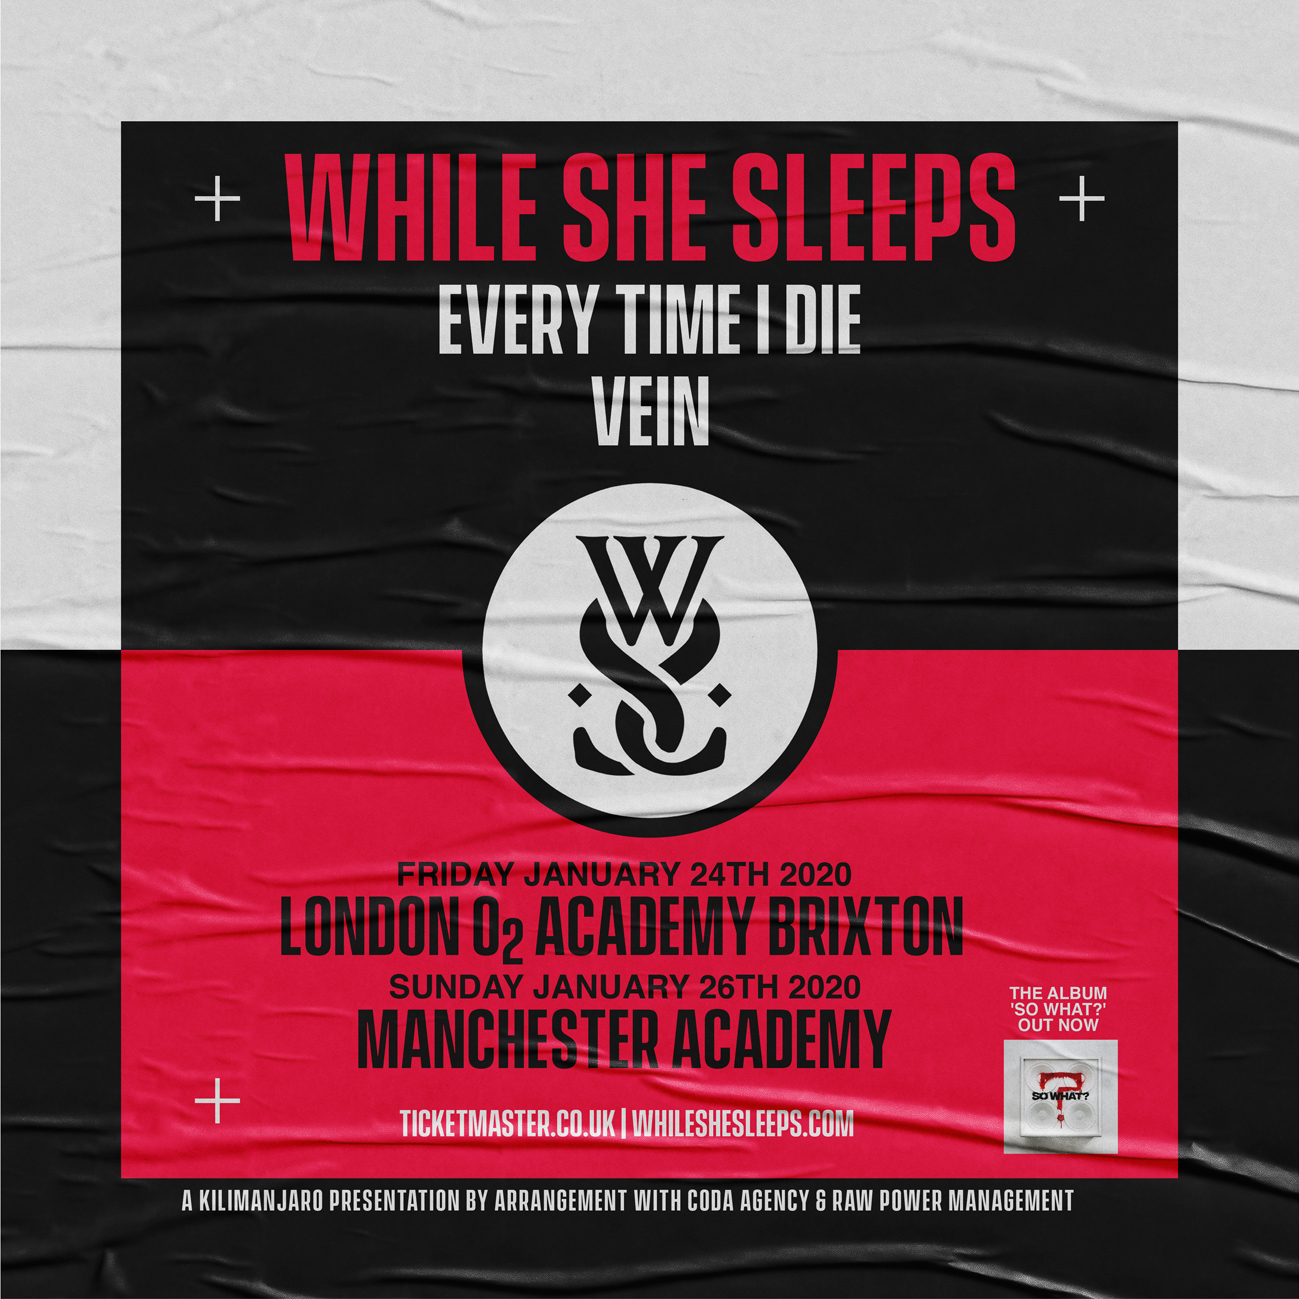 WHILE SHE SLEEPS
EVERY TIME I DIE
VEIN
WSS
FRIDAY JANUARY 24TH 2020
LONDON O2 ACADEMY BRIXTON
SUNDAY JANUARY 26TH 2020
MANCHESTER ACADEMY
THE ALBUM
'SO WHAT?'
OUT NOW
?
SO WHAT?
TICKETMASTER.CO.UK | WHILESHESLEEPS.COM
A KILIMANJARO PRESENTATION BY ARRANGEMENT WITH CODA AGENCY & RAW POWER MANAGEMENT